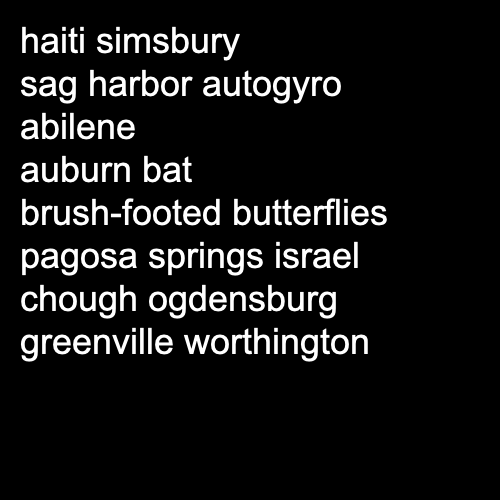 haiti simsbury
sag harbor autogyro
abilene
auburn bat
brush-footed butterflies
pagosa springs israel
chough ogdensburg
greenville worthington